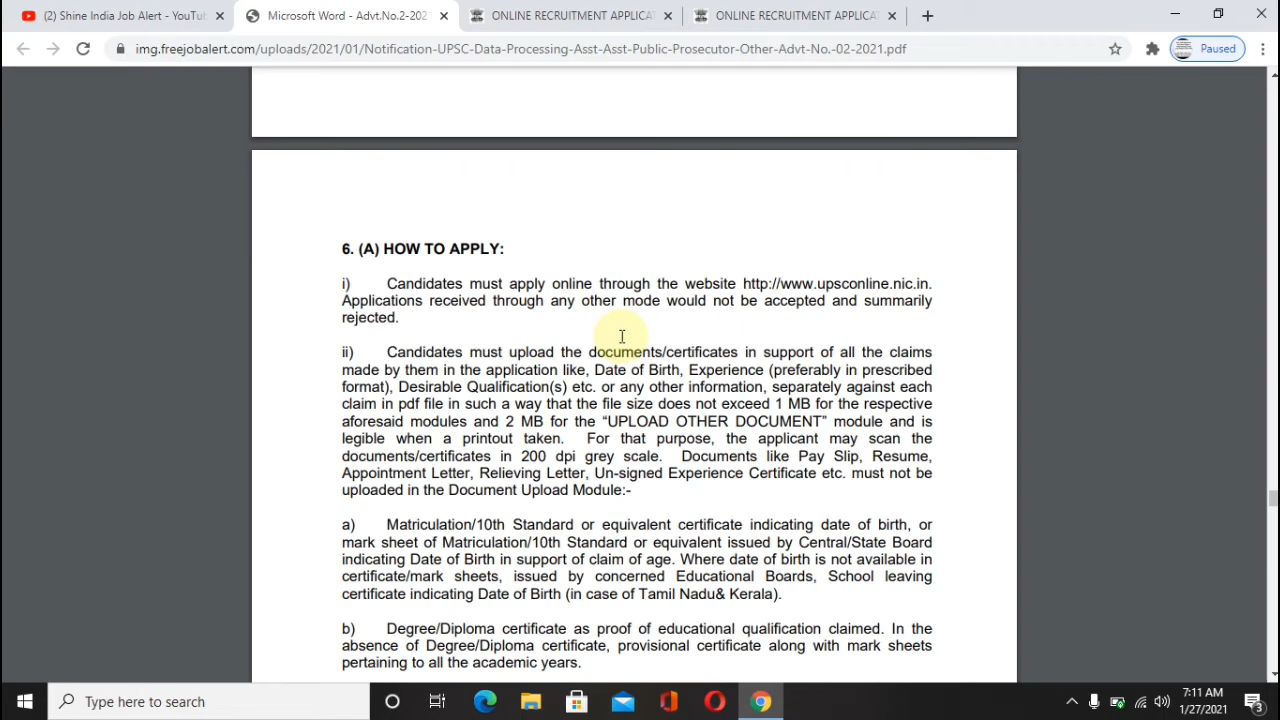 (2) Shine India Job Alert - YouTu
Microsoft Word - Advt.No.2-202
ONLINE RECRUITMENT APPLICAT
ONLINE RECRUITMENT APPLICAT
img.freejobalert.com/uploads/2021/01/Notification-UPSC-Data-Processing-Asst-Asst-Public-Prosecutor-Other-Advt-No.-02-2021.pdf
Paused
6. (A) HOW TO APPLY:
i) Candidates must apply online through the website http://www.upsconline.nic.in.
Applications received through any other mode would not be accepted and summarily
rejected.
ii) Candidates must upload the documents/certificates in support of all the claims
made by them in the application like, Date of Birth, Experience (preferably in prescribed
format), Desirable Qualification(s) etc. or any other information, separately against each
claim in pdf file in such a way that the file size does not exceed 1 MB for the respective
aforesaid modules and 2 MB for the “UPLOAD OTHER DOCUMENT” module and is
legible when a printout taken. For that purpose, the applicant may scan the
documents/certificates in 200 dpi grey scale. Documents like Pay Slip, Resume,
Appointment Letter, Relieving Letter, Un-signed Experience Certificate etc. must not be
uploaded in the Document Upload Module:-
a) Matriculation/10th Standard or equivalent certificate indicating date of birth, or
mark sheet of Matriculation/10th Standard or equivalent issued by Central/State Board
indicating Date of Birth in support of claim of age. Where date of birth is not available in
certificate/mark sheets, issued by concerned Educational Boards, School leaving
certificate indicating Date of Birth (in case of Tamil Nadu& Kerala).
b) Degree/Diploma certificate as proof of educational qualification claimed. In the
absence of Degree/Diploma certificate, provisional certificate along with mark sheets
pertaining to all the academic years.
Type here to search
7:11 AM
1/27/2021
3